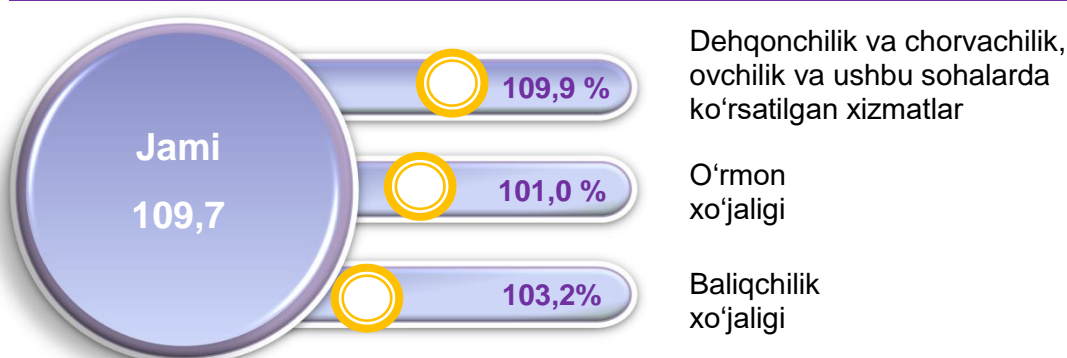 Jami
109,7
109,9 %
Dehqonchilik va chorvachilik,
ovchilik va ushbu sohalarda
ko‘rsatilgan xizmatlar
101,0 %
O‘rmon
xo‘jaligi
103,2%
Baliqchilik
xo‘jaligi